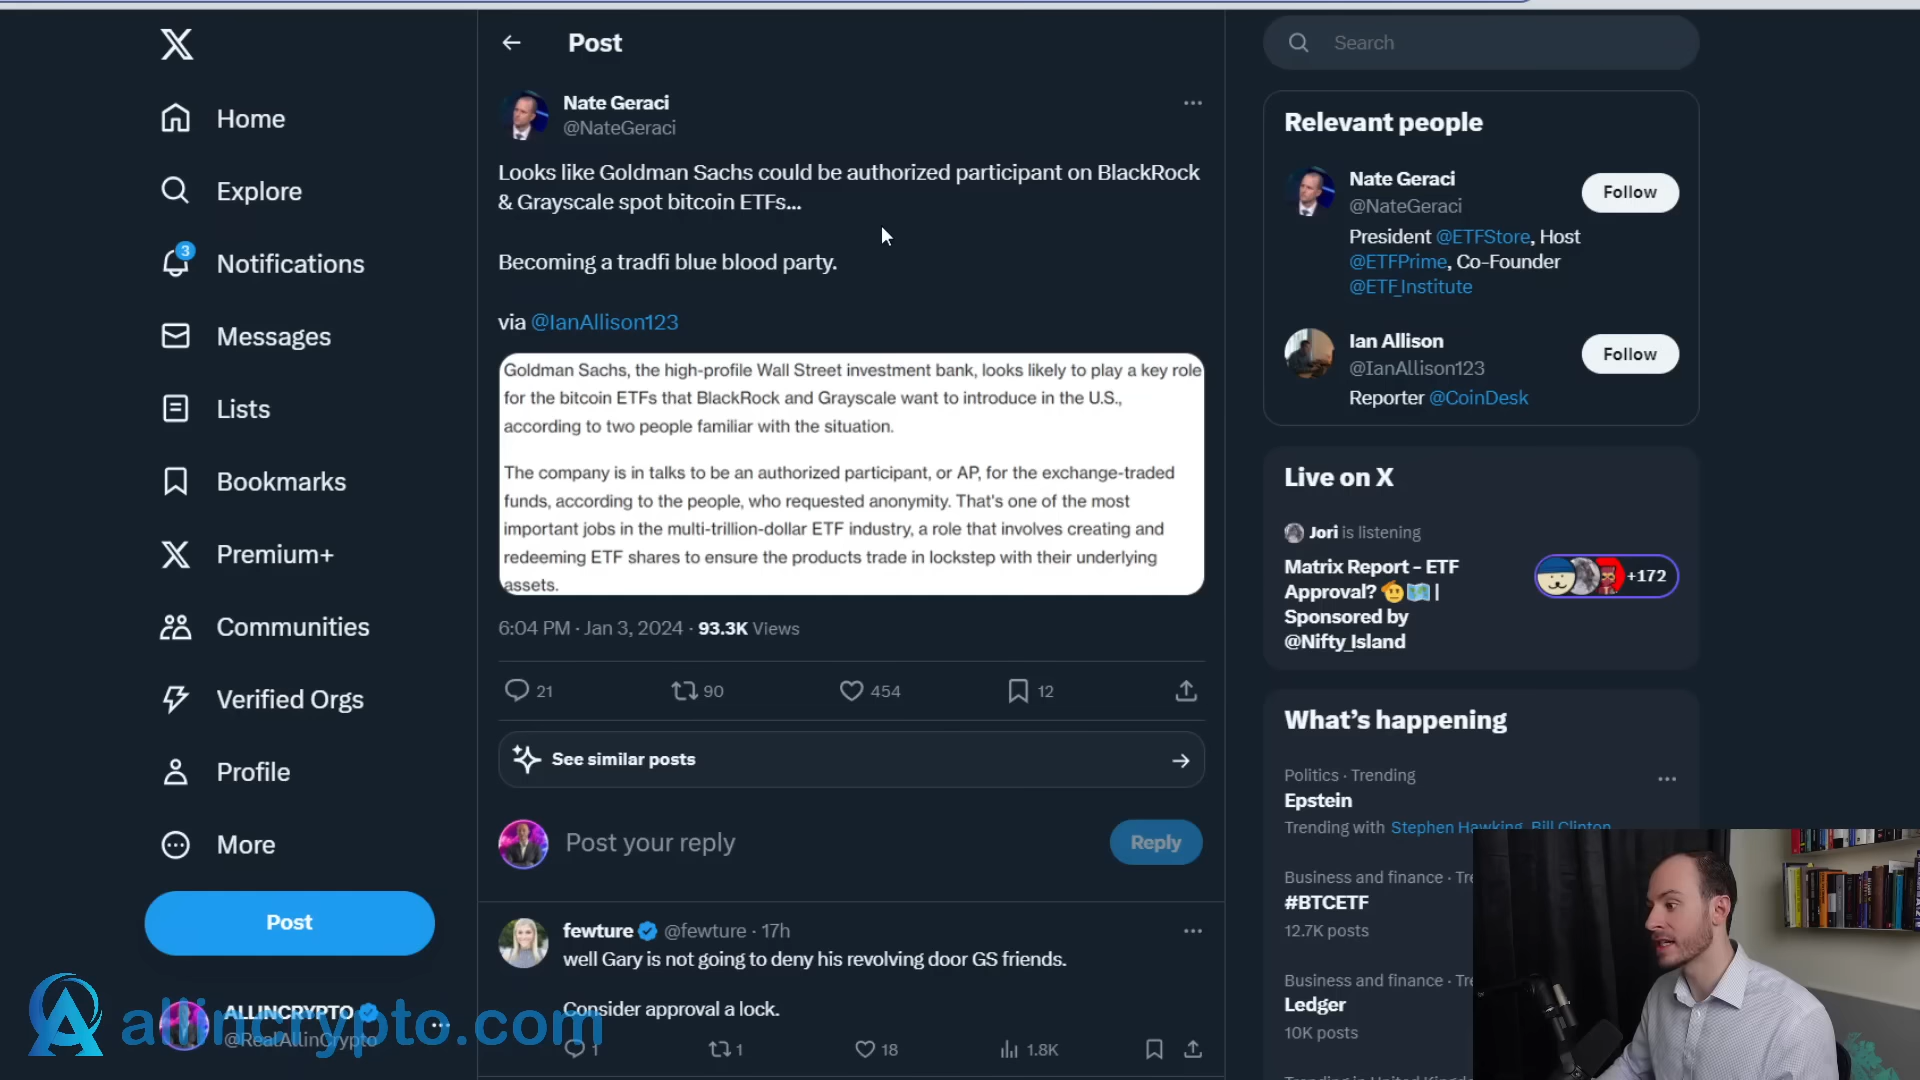 Home
Explore
3
Notifications
Messages
Lists
Bookmarks
Premium+
Communities
Verified Orgs
Profile
More
Post
ALLINCRYPTO
@RealAllinCrypto
allincrypto.com
Post
Nate Geraci
@NateGeraci
Looks like Goldman Sachs could be authorized participant on BlackRock
& Grayscale spot bitcoin ETFs...
Becoming a tradfi blue blood party.
via @IanAllison123
Goldman Sachs, the high-profile Wall Street investment bank, looks likely to play a key role
for the bitcoin ETFs that BlackRock and Grayscale want to introduce in the U.S.,
according to two people familiar with the situation.
The company is in talks to be an authorized participant, or AP, for the exchange-traded
funds, according to the people, who requested anonymity. That's one of the most
important jobs in the multi-trillion-dollar ETF industry, a role that involves creating and
redeeming ETF shares to ensure the products trade in lockstep with their underlying
assets.
6:04 PM · Jan 3, 2024 · 93.3K Views
21 90 454 12
See similar posts
Post your reply
Reply
fewture @fewture · 17h
well Gary is not going to deny his revolving door GS friends.
Consider approval a lock.
1 1 18 1.8K
Search
Relevant people
Nate Geraci
@NateGeraci
Follow
President @ETFStore, Host
@ETFPrime, Co-Founder
@ETF_Institute
Ian Allison
@IanAllison123
Follow
Reporter @CoinDesk
Live on X
Jori is listening
Matrix Report - ETF
Approval? |
Sponsored by
@Nifty_Island
+172
What's happening
Politics · Trending
Epstein
Trending with Stephen Hawking, Bill Clinton
Business and finance ·
#BTCETF
12.7K posts
Business and finance ·
Ledger
10K posts